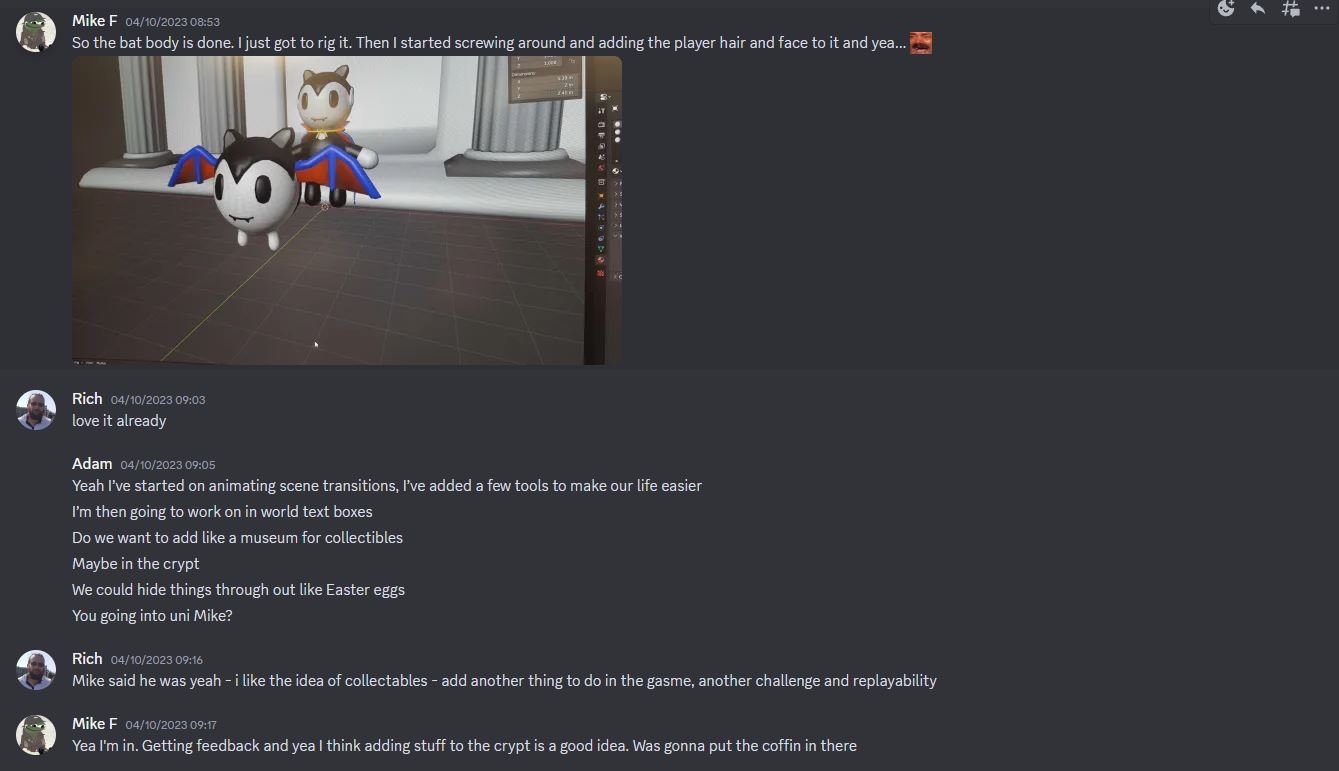 Mike F 04/10/2023 08:53
So the bat body is done. I just got to rig it. Then I started screwing around and adding the player hair and face to it and yea...
Rich 04/10/2023 09:03
love it already
Adam 04/10/2023 09:05
Yeah I’ve started on animating scene transitions, I’ve added a few tools to make our life easier
I’m then going to work on in world text boxes
Do we want to add like a museum for collectibles
Maybe in the crypt
We could hide things through out like Easter eggs
You going into uni Mike?
Rich 04/10/2023 09:16
Mike said he was yeah - i like the idea of collectables - add another thing to do in the gasme, another challenge and replayability
Mike F 04/10/2023 09:17
Yea I'm in. Getting feedback and yea I think adding stuff to the crypt is a good idea. Was gonna put the coffin in there